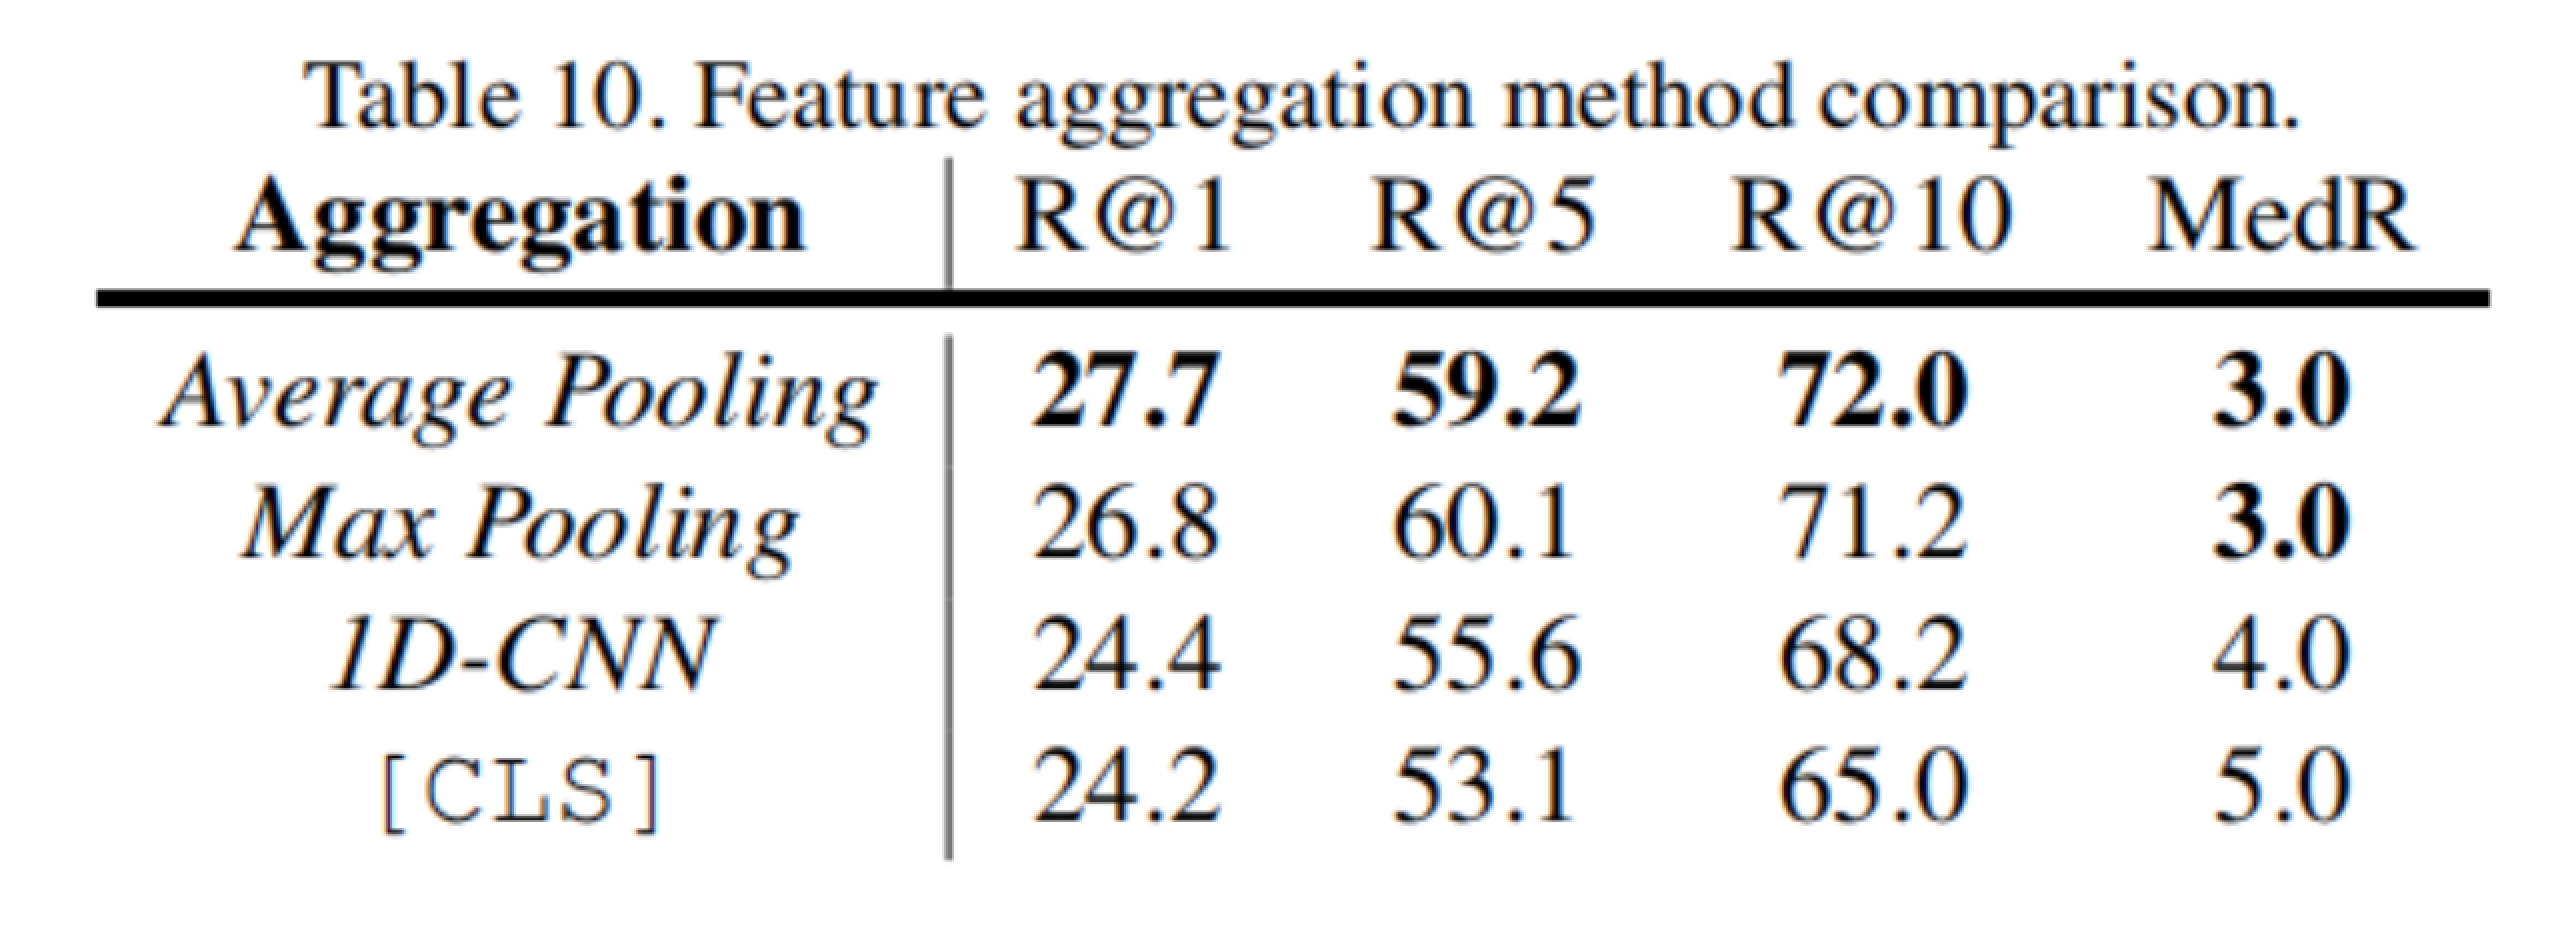 Table 10. Feature aggregation method comparison.
Aggregation R@1 R@5 R@10 MedR
Average Pooling 27.7 59.2 72.0 3.0
Max Pooling 26.8 60.1 71.2 3.0
1D-CNN 24.4 55.6 68.2 4.0
[CLS] 24.2 53.1 65.0 5.0